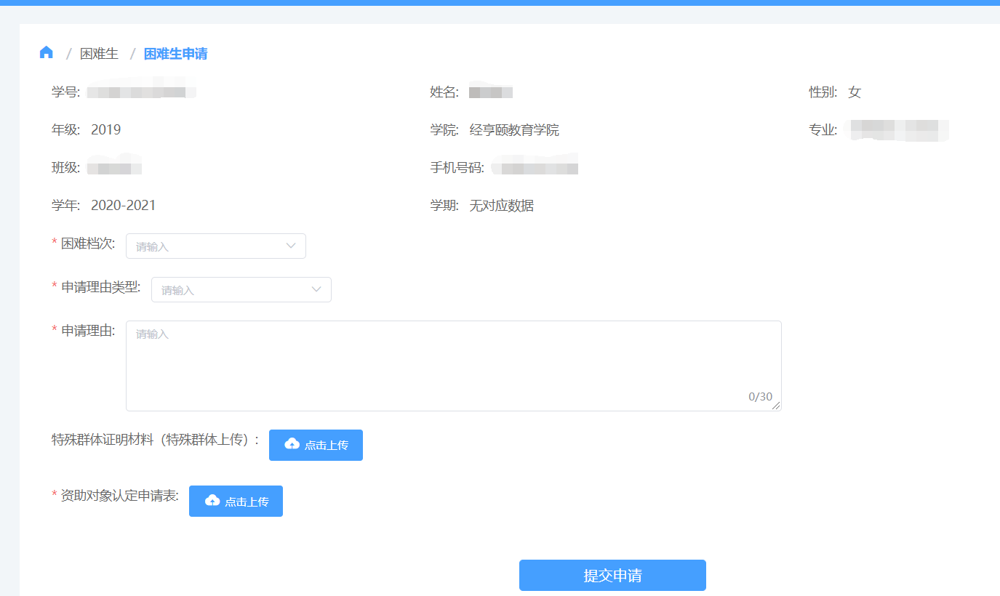 / 困难生 / 困难生申请
学号: 姓名: 性别: 女
年级: 2019 学院: 经亨颐教育学院 专业:
班级: 手机号码:
学年: 2020-2021 学期: 无对应数据
* 困难档次: 请输入
* 申请理由类型: 请输入
* 申请理由: 请输入
0/30
特殊群体证明材料（特殊群体上传）: 点击上传
* 资助对象认定申请表: 点击上传
提交申请